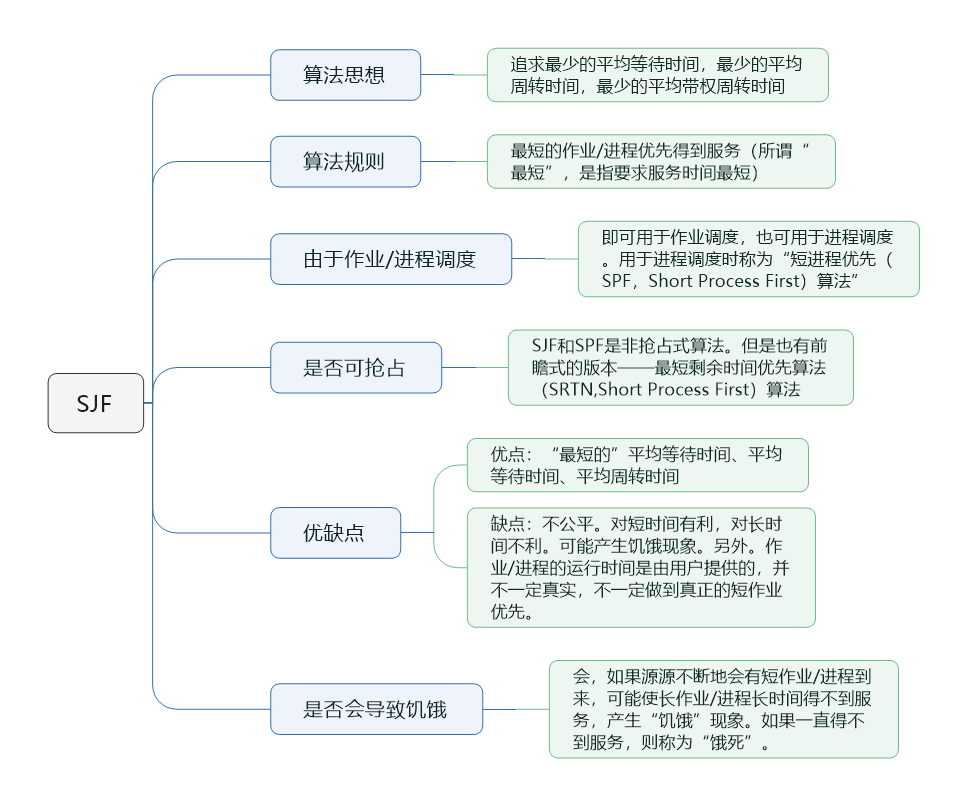 算法思想
追求最少的平均等待时间，最少的平均
周转时间，最少的平均带权周转时间
算法规则
最短的作业/进程优先得到服务（所谓“
最短”，是指要求服务时间最短）
由于作业/进程调度
即可用于作业调度，也可用于进程调度
。用于进程调度时称为“短进程优先（
SPF，Short Process First）算法”
是否可抢占
SJF和SPF是非抢占式算法。但是也有前
瞻式的版本——最短剩余时间优先算法
（SRTN,Short Process First）算法
SJF
优缺点
优点：“最短的”平均等待时间、平均
等待时间、平均周转时间
缺点：不公平。对短时间有利，对长时
间不利。可能产生饥饿现象。另外。作
业/进程的运行时间是由用户提供的，并
不一定真实，不一定做到真正的短作业
优先。
是否会导致饥饿
会，如果源源不断地会有短作业/进程到
来，可能使长作业/进程长时间得不到服
务，产生“饥饿”现象。如果一直得不
到服务，则称为“饿死”。